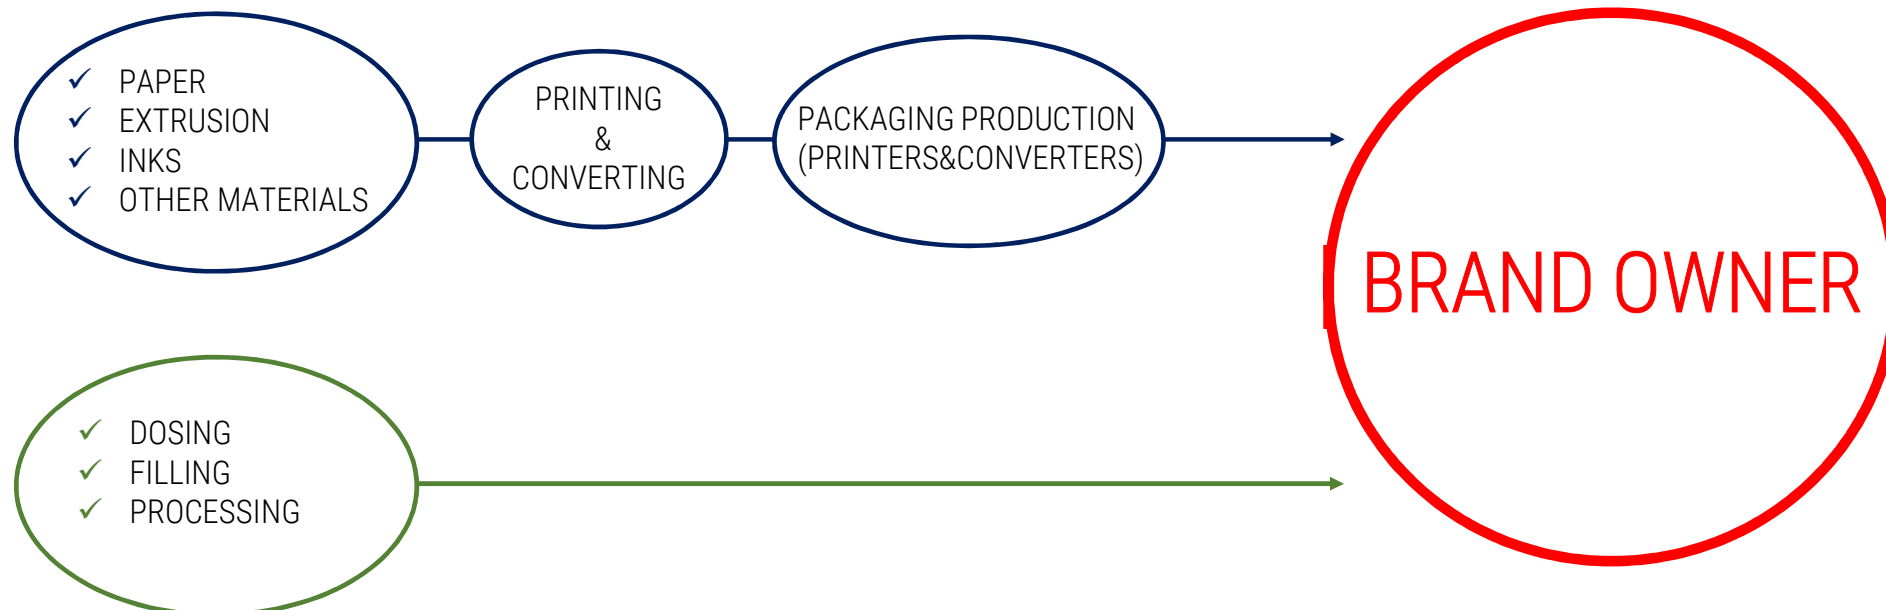 ✓ PAPER
✓ EXTRUSION
✓ INKS
✓ OTHER MATERIALS
PRINTING
&
CONVERTING
PACKAGING PRODUCTION
(PRINTERS&CONVERTERS)
BRAND OWNER
✓ DOSING
✓ FILLING
✓ PROCESSING